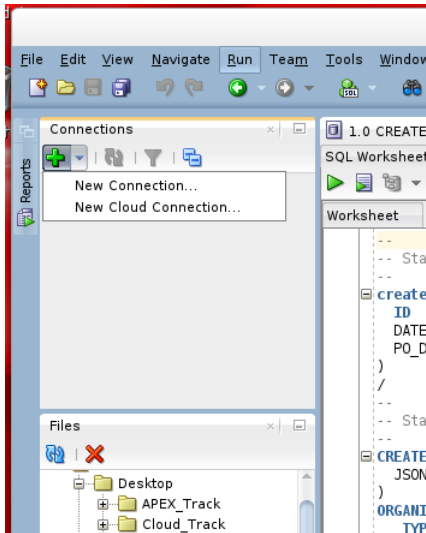 File Edit View Navigate Run Team Tools Window
SQL
Connections
Reports
New Connection...
New Cloud Connection...
Files
Desktop
APEX_Track
Cloud_Track
1.0 CREATE
SQL Worksheet
Worksheet
--
-- Sta
--
create
ID
DATE
PO_D
)
/
--
-- Sta
--
CREATE
JSON
)
ORGANI
TYP